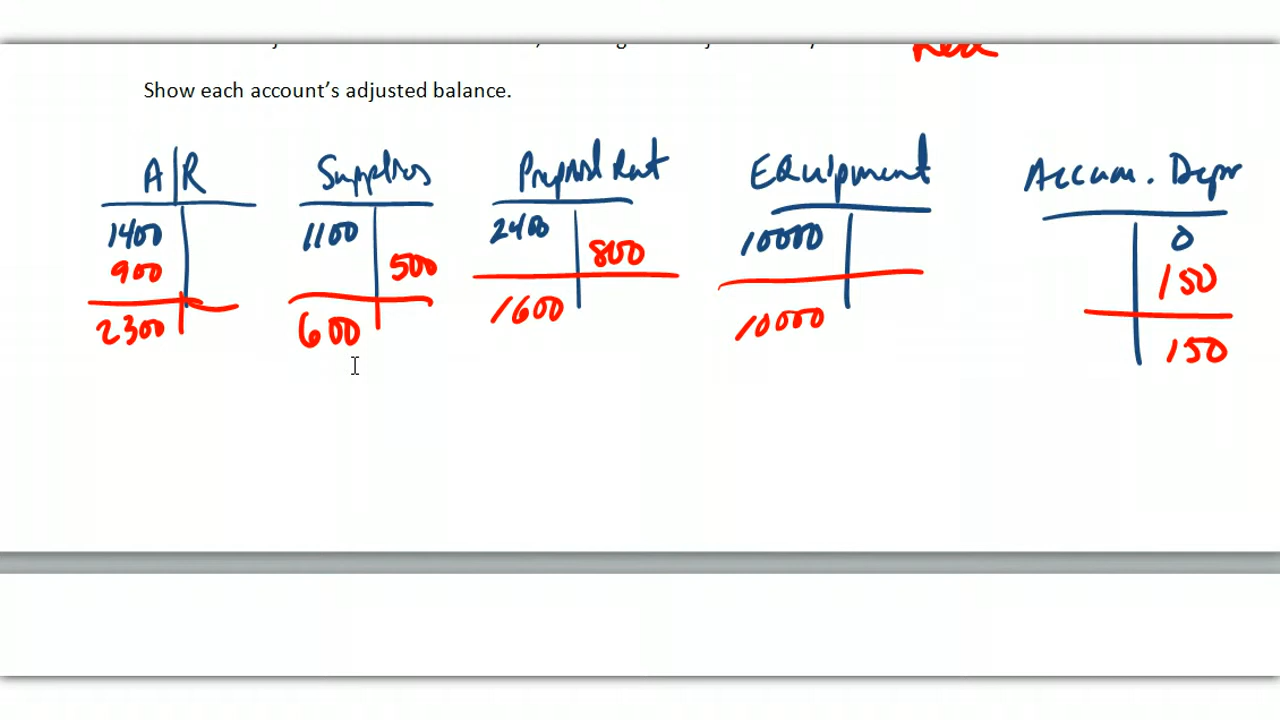 Show each account's adjusted balance.
A/R Supplies Prepaid Rent Equipment Accum. Depr
1400 1100 2400 10000 0
900 500 800 150
2300 600 1600 10000 150